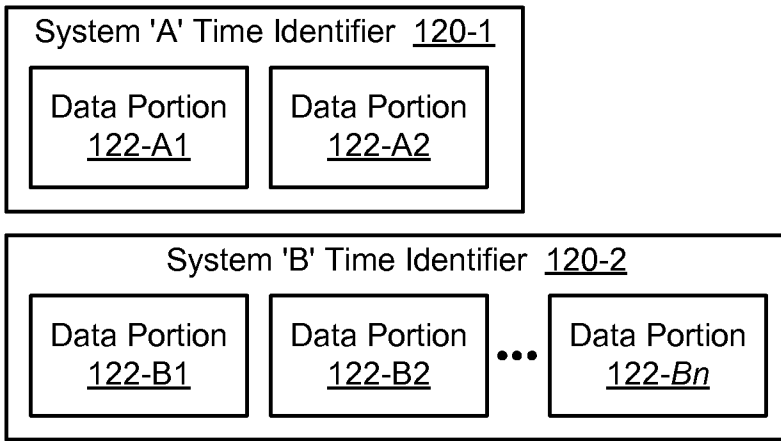 System 'A' Time Identifier 120-1
Data Portion Data Portion
122-A1 122-A2
System 'B' Time Identifier 120-2
Data Portion Data Portion ••• Data Portion
122-B1 122-B2 122-Bn